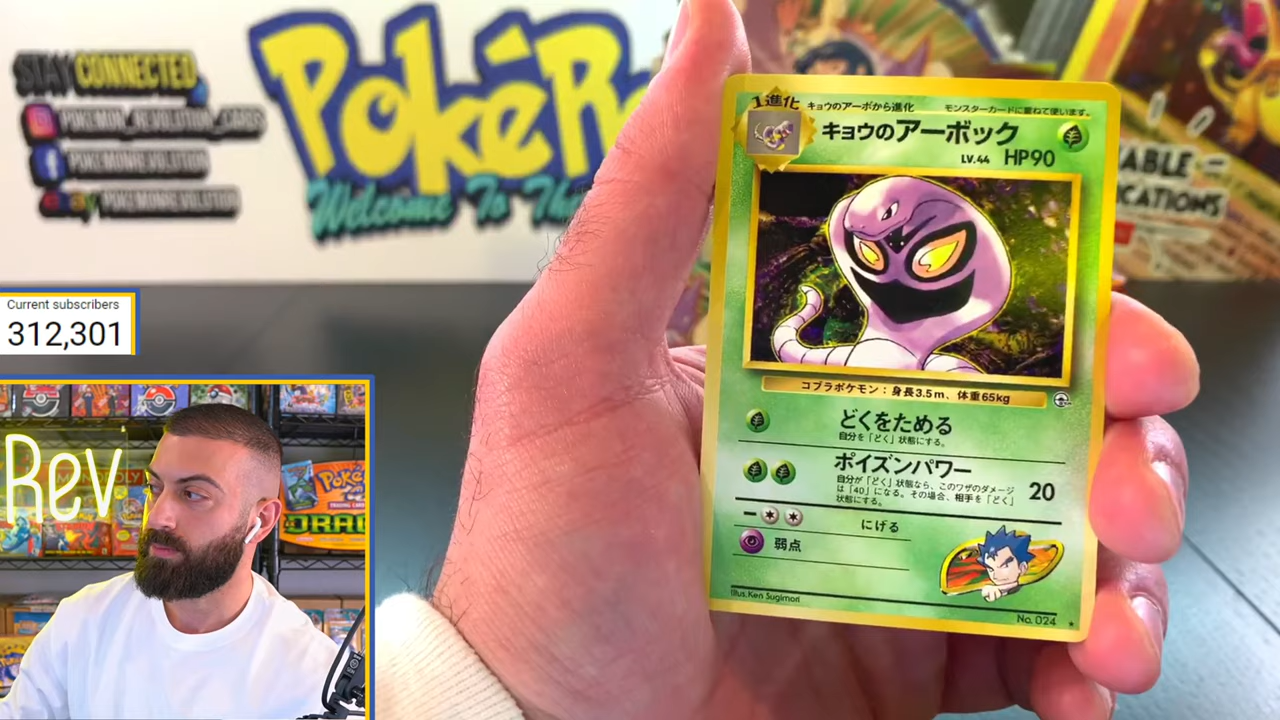 STAY CONNECTED
POKEMON_REVOLUTION_CARDS
POKEMONREVOLUTION
ebay POKEMONREVOLUTION
PokéR
Welcome To The
ABLE
ICATIONS
Current subscribers
312,301
Rev
Poké
DRAG
1進化
キョウのアーボから進化
モンスターカードに重ねて使います。
キョウのアーボック
LV.44 HP90
コブラポケモン：身長3.5m、体重65kg
どくをためる
自分を「どく」状態にする。
ポイズンパワー
20
自分が「どく」状態なら、このワザのダメージ
は「40」になる。その場合、相手を「どく」
状態にする。
にげる
弱点
Illus. Ken Sugimori
No. 024 ★